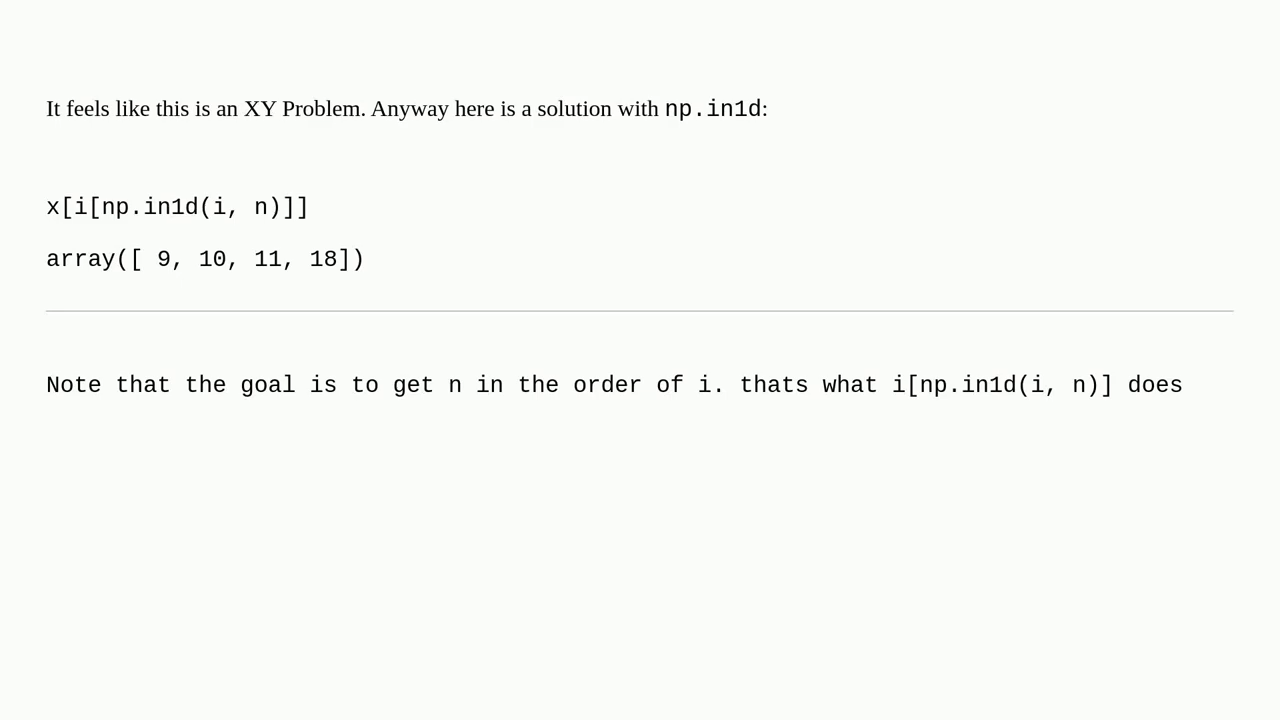 It feels like this is an XY Problem. Anyway here is a solution with np.in1d:
x[i[np.in1d(i, n)]]
array([ 9, 10, 11, 18])
Note that the goal is to get n in the order of i. thats what i[np.in1d(i, n)] does